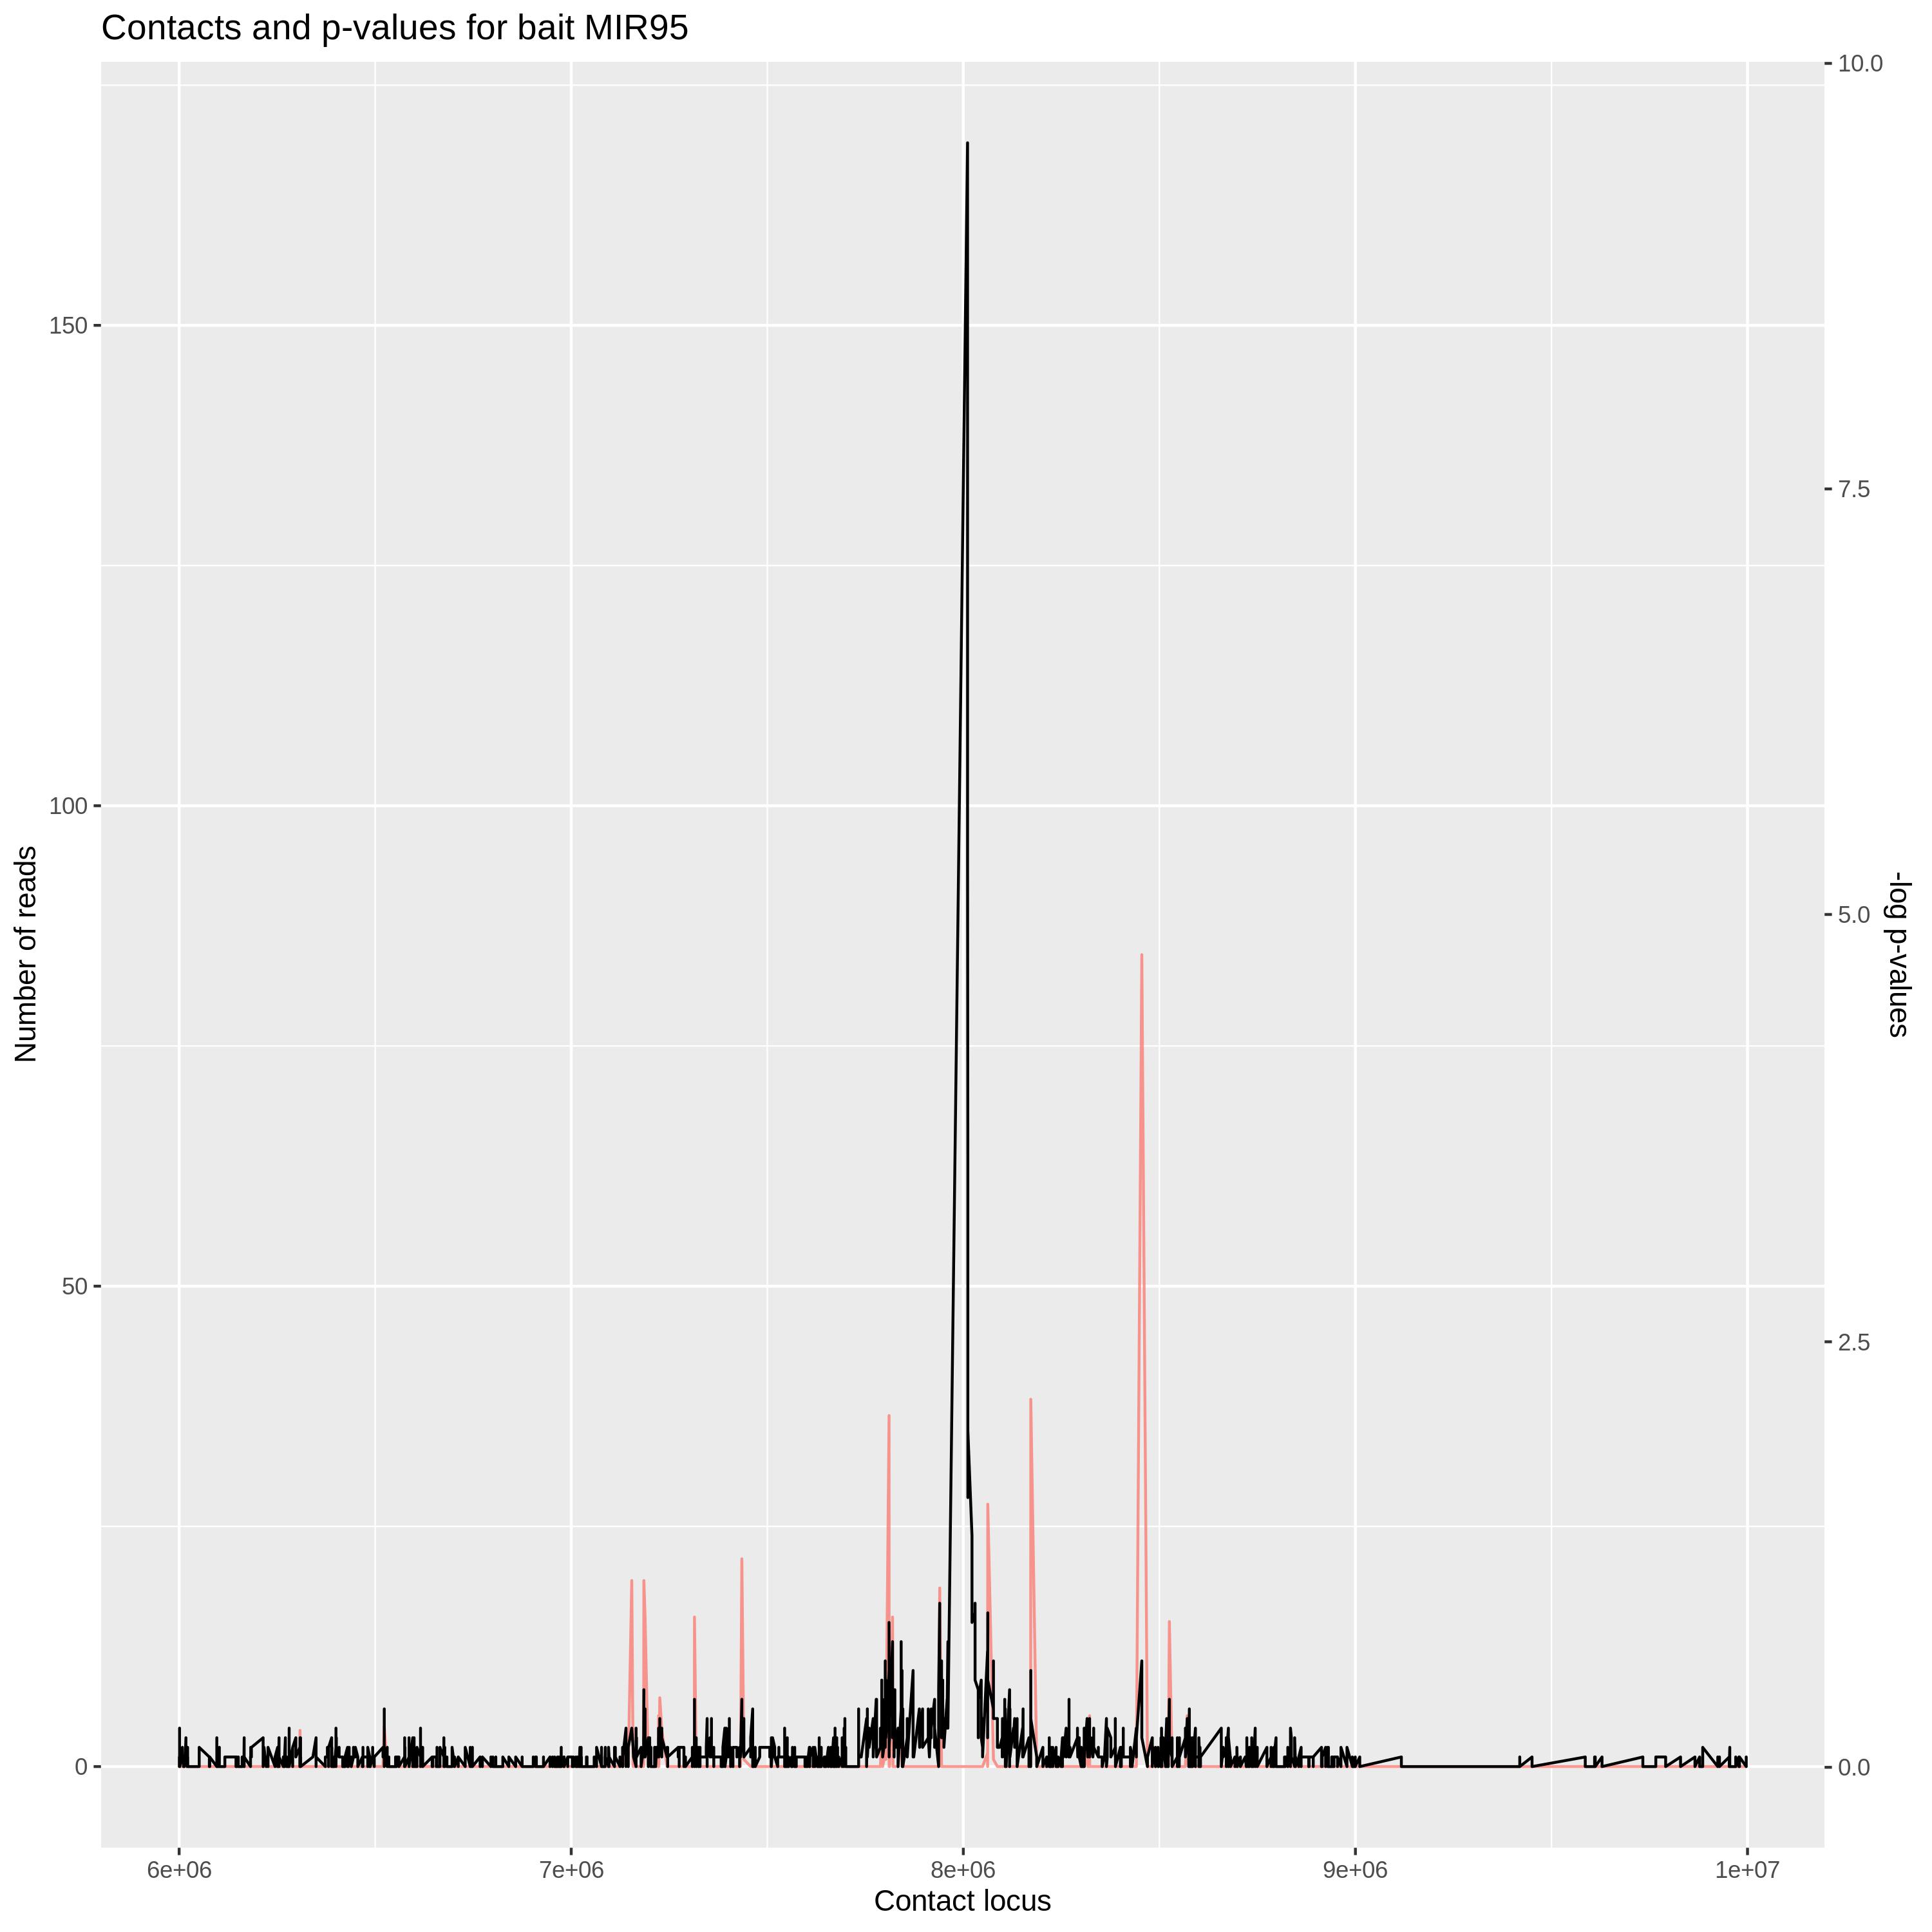 Contacts and p-values for bait MIR95
10.0
150
7.5
100
5.0
Number of reads
-log p-values
50
2.5
0
0.0
6e+06
7e+06
8e+06
9e+06
1e+07
Contact locus